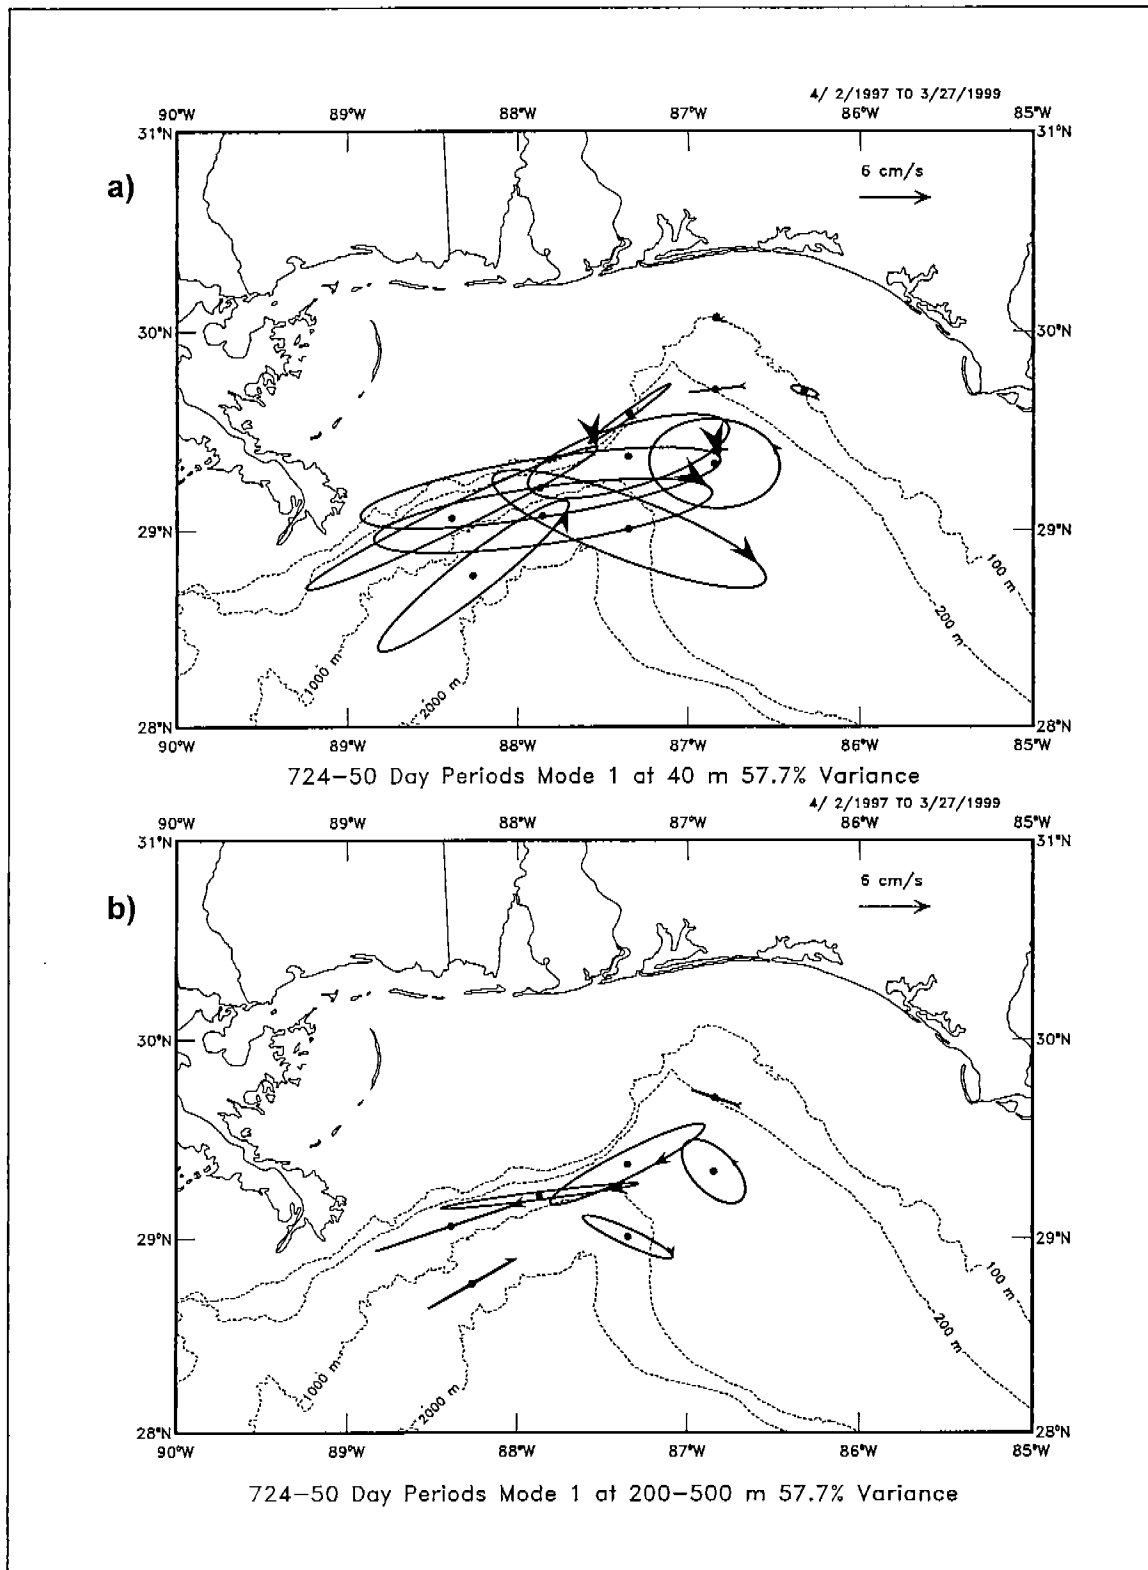 4/ 2/1997 TO 3/27/1999
90°W 89°W 88°W 87°W 86°W 85°W
31°N 31°N
a)
6 cm/s
30°N 30°N
29°N 29°N
100 m
200 m
1000 m
2000 m
28°N 28°N
90°W 89°W 88°W 87°W 86°W 85°W
724-50 Day Periods Mode 1 at 40 m 57.7% Variance
4/ 2/1997 TO 3/27/1999
90°W 89°W 88°W 87°W 86°W 85°W
31°N 31°N
b)
6 cm/s
30°N 30°N
29°N 29°N
100 m
200 m
1000 m
2000 m
28°N 28°N
90°W 89°W 88°W 87°W 86°W 85°W
724-50 Day Periods Mode 1 at 200-500 m 57.7% Variance